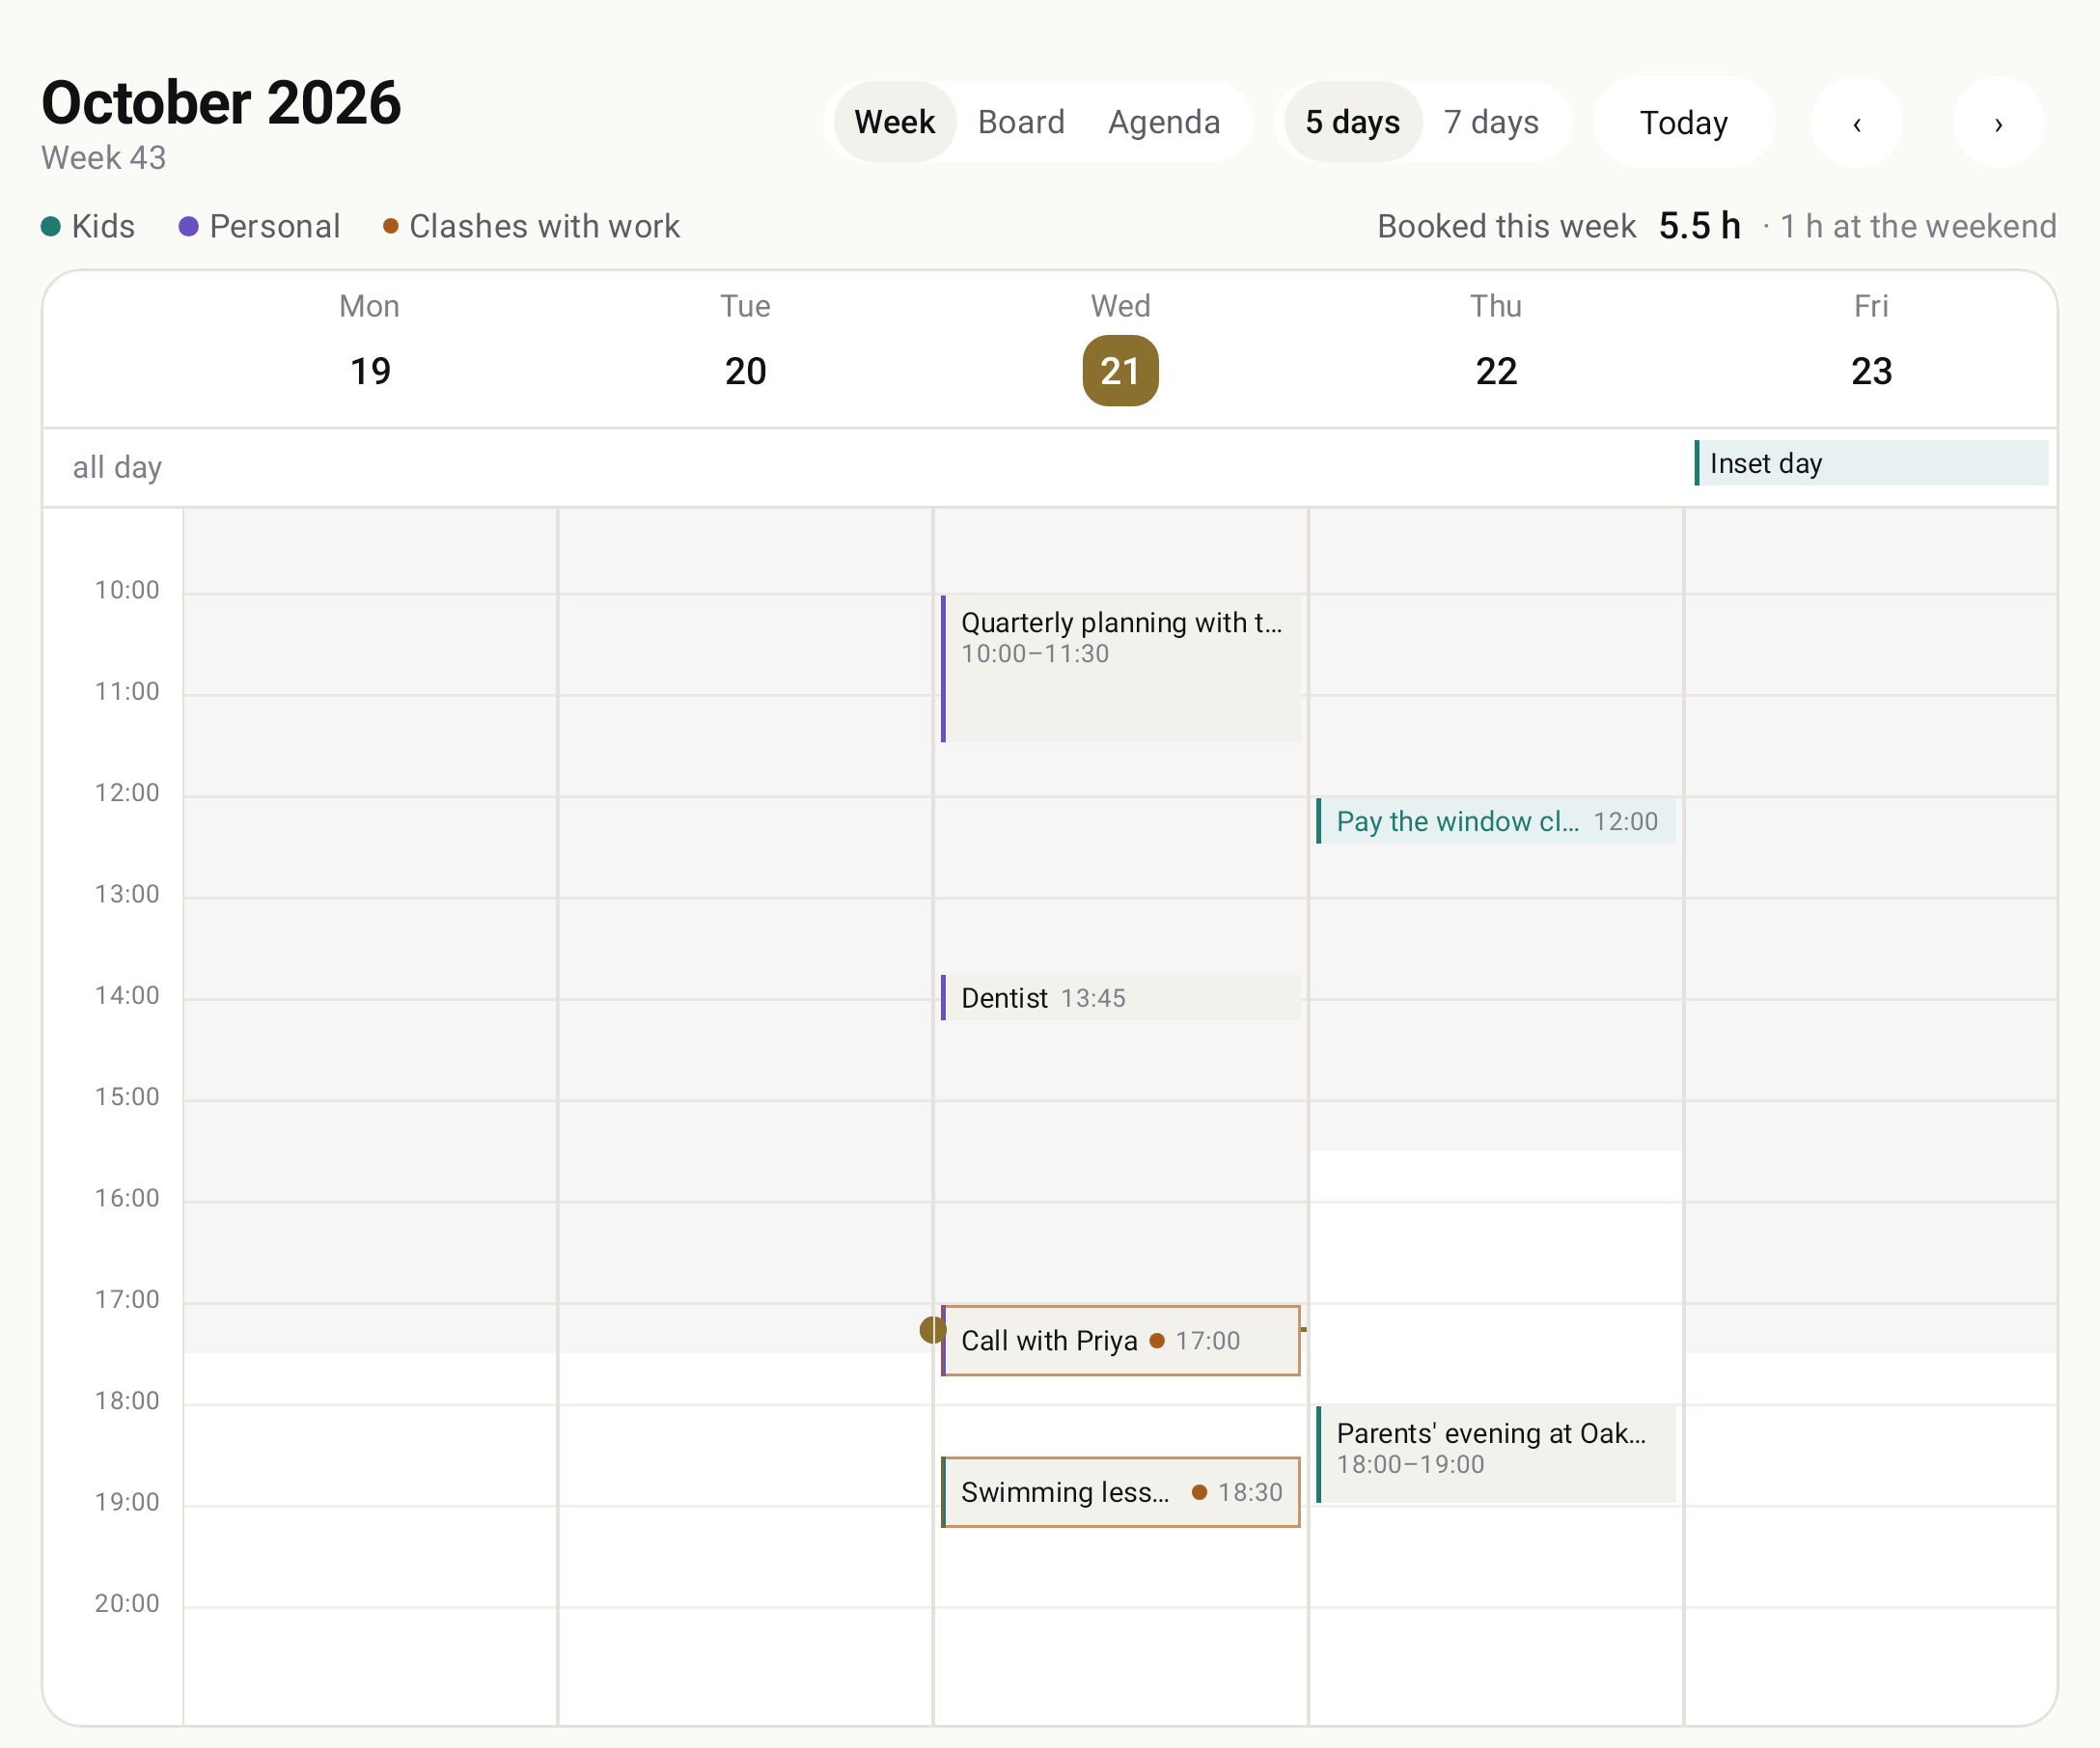 October 2026
Week 43
Week Board Agenda
5 days 7 days
Today
‹ ›
Kids Personal Clashes with work
Booked this week 5.5 h · 1 h at the weekend
Mon Tue Wed Thu Fri
19 20 21 22 23
all day
Inset day
10:00
Quarterly planning with t…
10:00–11:30
11:00
12:00
Pay the window cl… 12:00
13:00
14:00
Dentist 13:45
15:00
16:00
17:00
Call with Priya 17:00
18:00
Parents' evening at Oak…
18:00–19:00
Swimming less… 18:30
19:00
20:00